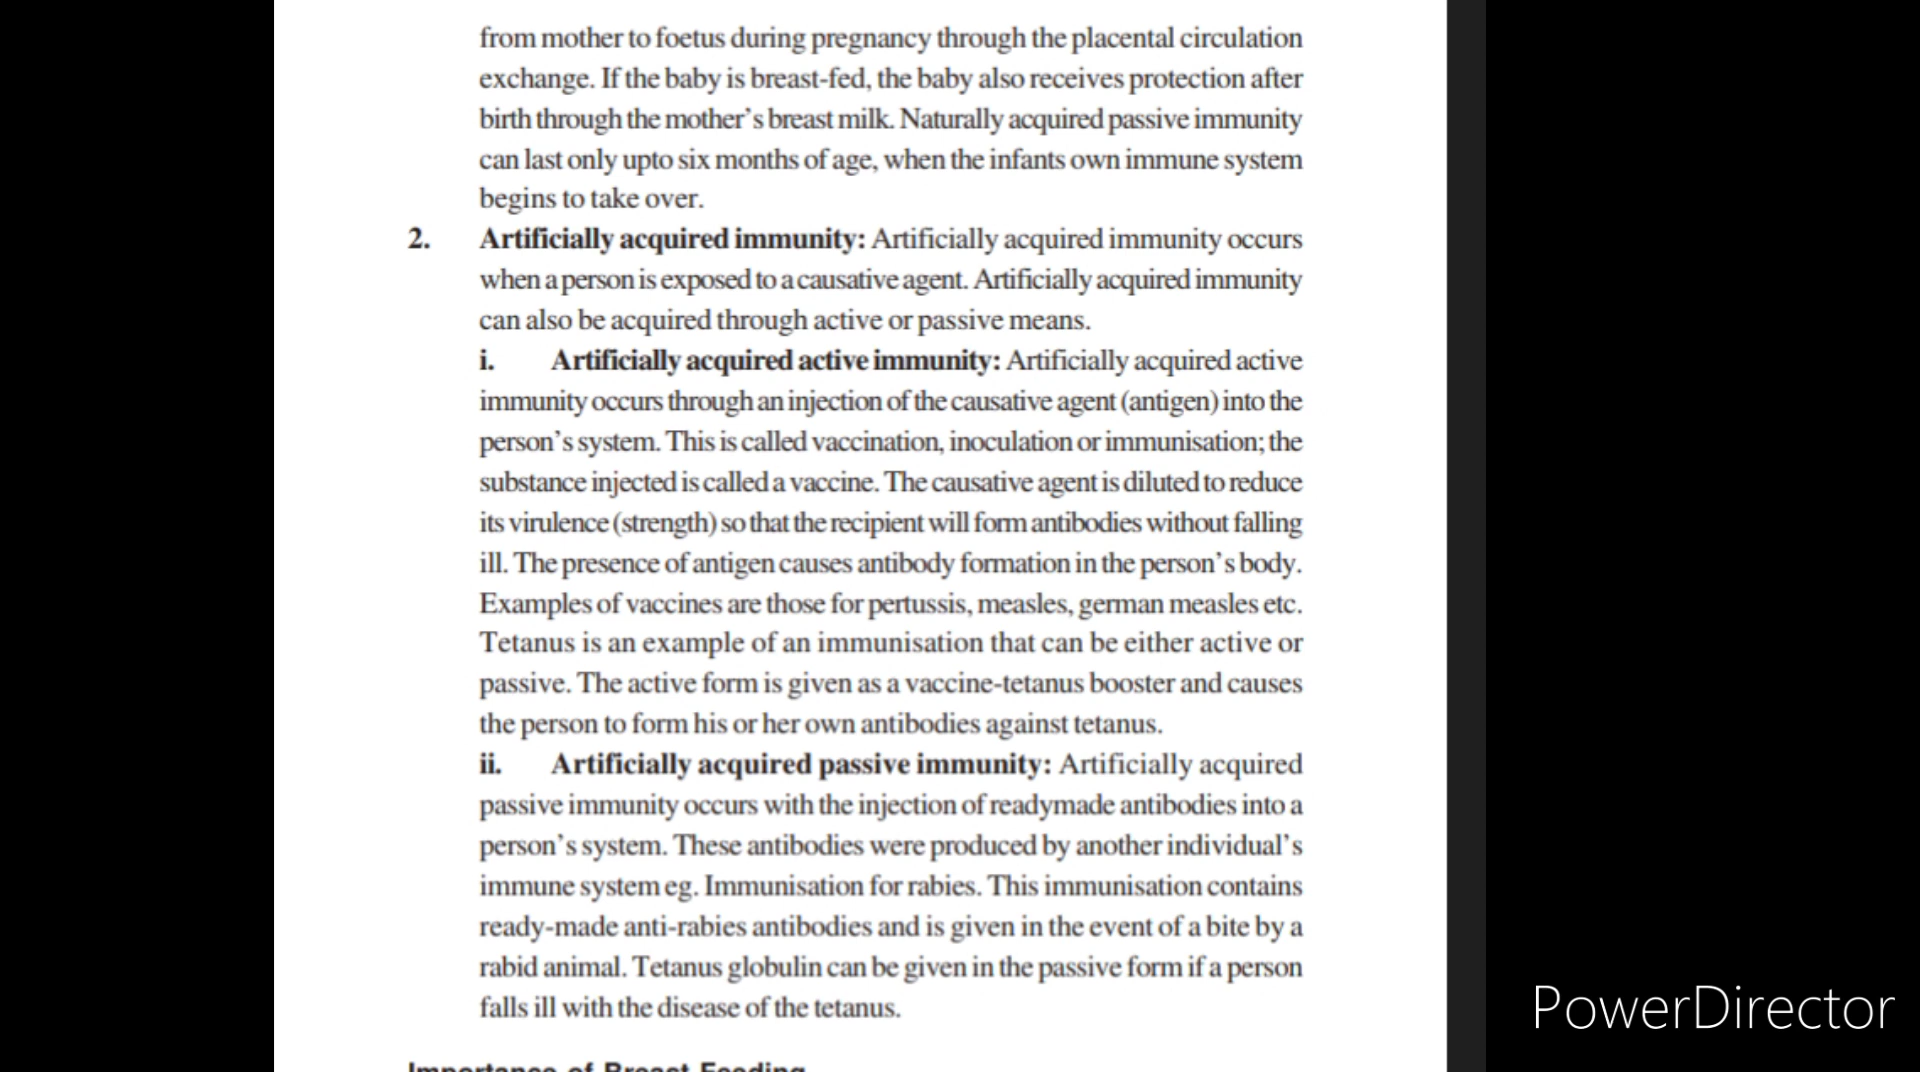 from mother to foetus during pregnancy through the placental circulation
exchange. If the baby is breast-fed, the baby also receives protection after
birth through the mother's breast milk. Naturally acquired passive immunity
can last only upto six months of age, when the infants own immune system
begins to take over.
2. Artificially acquired immunity: Artificially acquired immunity occurs
when a person is exposed to a causative agent. Artificially acquired immunity
can also be acquired through active or passive means.
i. Artificially acquired active immunity: Artificially acquired active
immunity occurs through an injection of the causative agent (antigen) into the
person's system. This is called vaccination, inoculation or immunisation; the
substance injected is called a vaccine. The causative agent is diluted to reduce
its virulence (strength) so that the recipient will form antibodies without falling
ill. The presence of antigen causes antibody formation in the person's body.
Examples of vaccines are those for pertussis, measles, german measles etc.
Tetanus is an example of an immunisation that can be either active or
passive. The active form is given as a vaccine-tetanus booster and causes
the person to form his or her own antibodies against tetanus.
ii. Artificially acquired passive immunity: Artificially acquired
passive immunity occurs with the injection of readymade antibodies into a
person's system. These antibodies were produced by another individual's
immune system eg. Immunisation for rabies. This immunisation contains
ready-made anti-rabies antibodies and is given in the event of a bite by a
rabid animal. Tetanus globulin can be given in the passive form if a person
falls ill with the disease of the tetanus.
Importance of Breast Feeding
PowerDirector